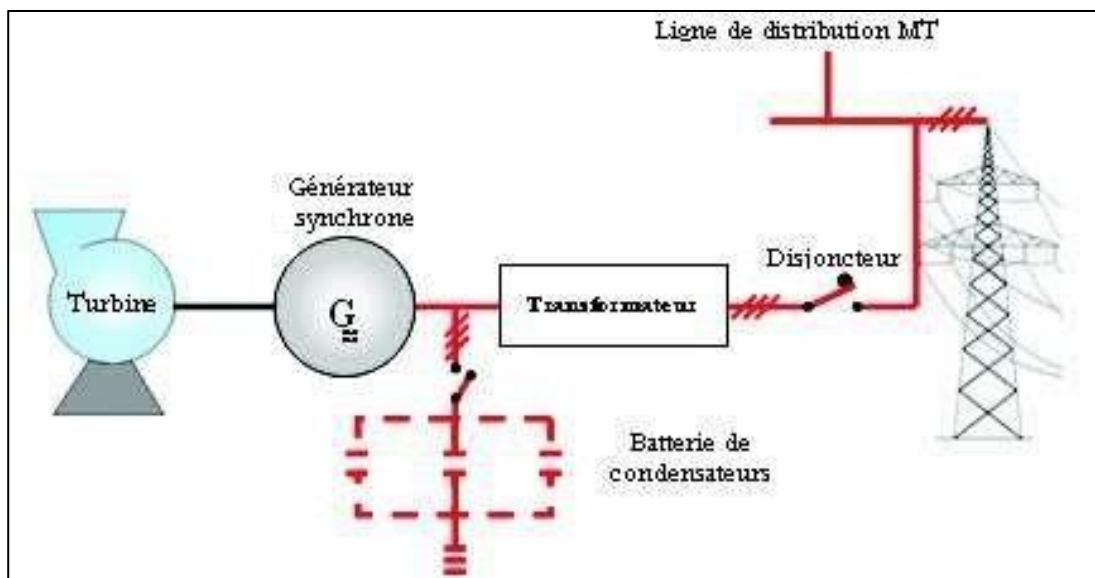 Ligne de distribution MT
Générateur
synchrone
Disjoncteur
Turbine
G
Transformateur
Batterie de
condensateurs